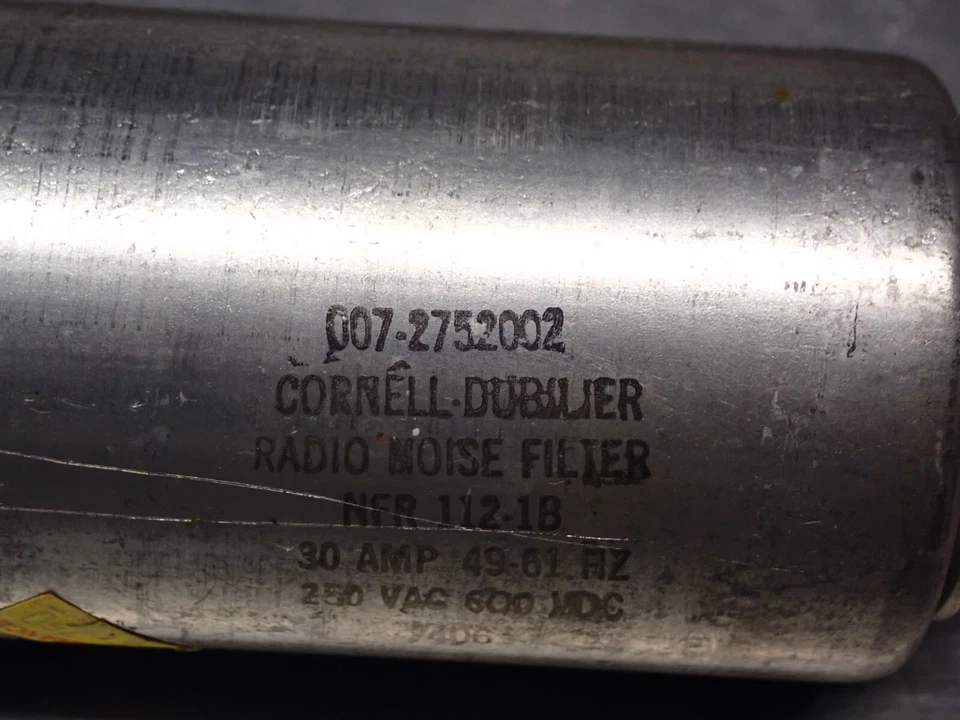 007-2752002
CORNELL-DUBILIER
RADIO NOISE FILTER
NFR 112-1B
30 AMP 49-61 HZ
250 VAC 600 VDC